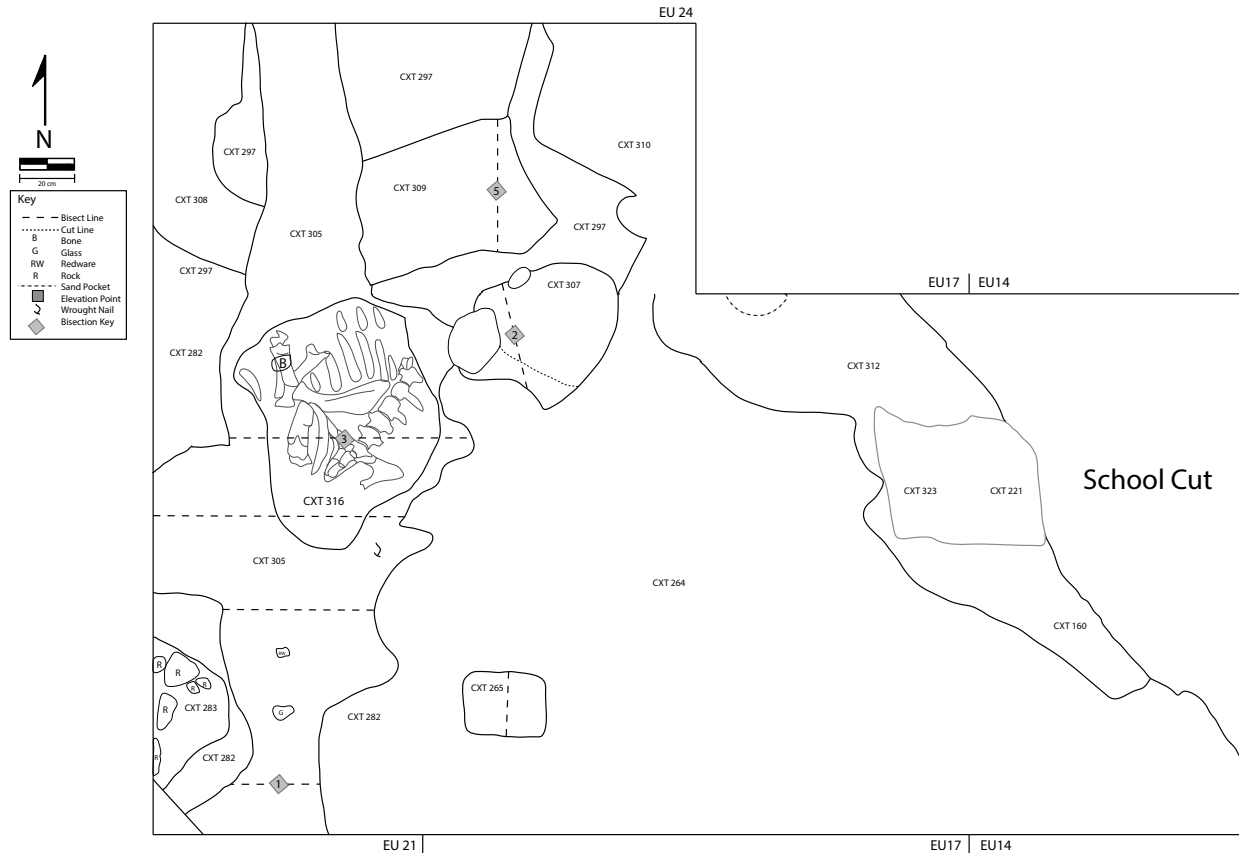 EU 24
N
20 cm
Key
Bisect Line
Cut Line
B Bone
G Glass
RW Redware
R Rock
Sand Pocket
Elevation Point
Wrought Nail
Bisection Key
CXT 297
CXT 297
CXT 310
CXT 309
5
CXT 308
CXT 305
CXT 297
CXT 297
EU17 EU14
CXT 307
2
CXT 282
B
CXT 312
3
CXT 316
CXT 323
CXT 221
School Cut
CXT 305
CXT 264
CXT 160
RW
R
R
R
R
CXT 265
R
CXT 283
G
CXT 282
R
CXT 282
1
EU 21
EU17 EU14